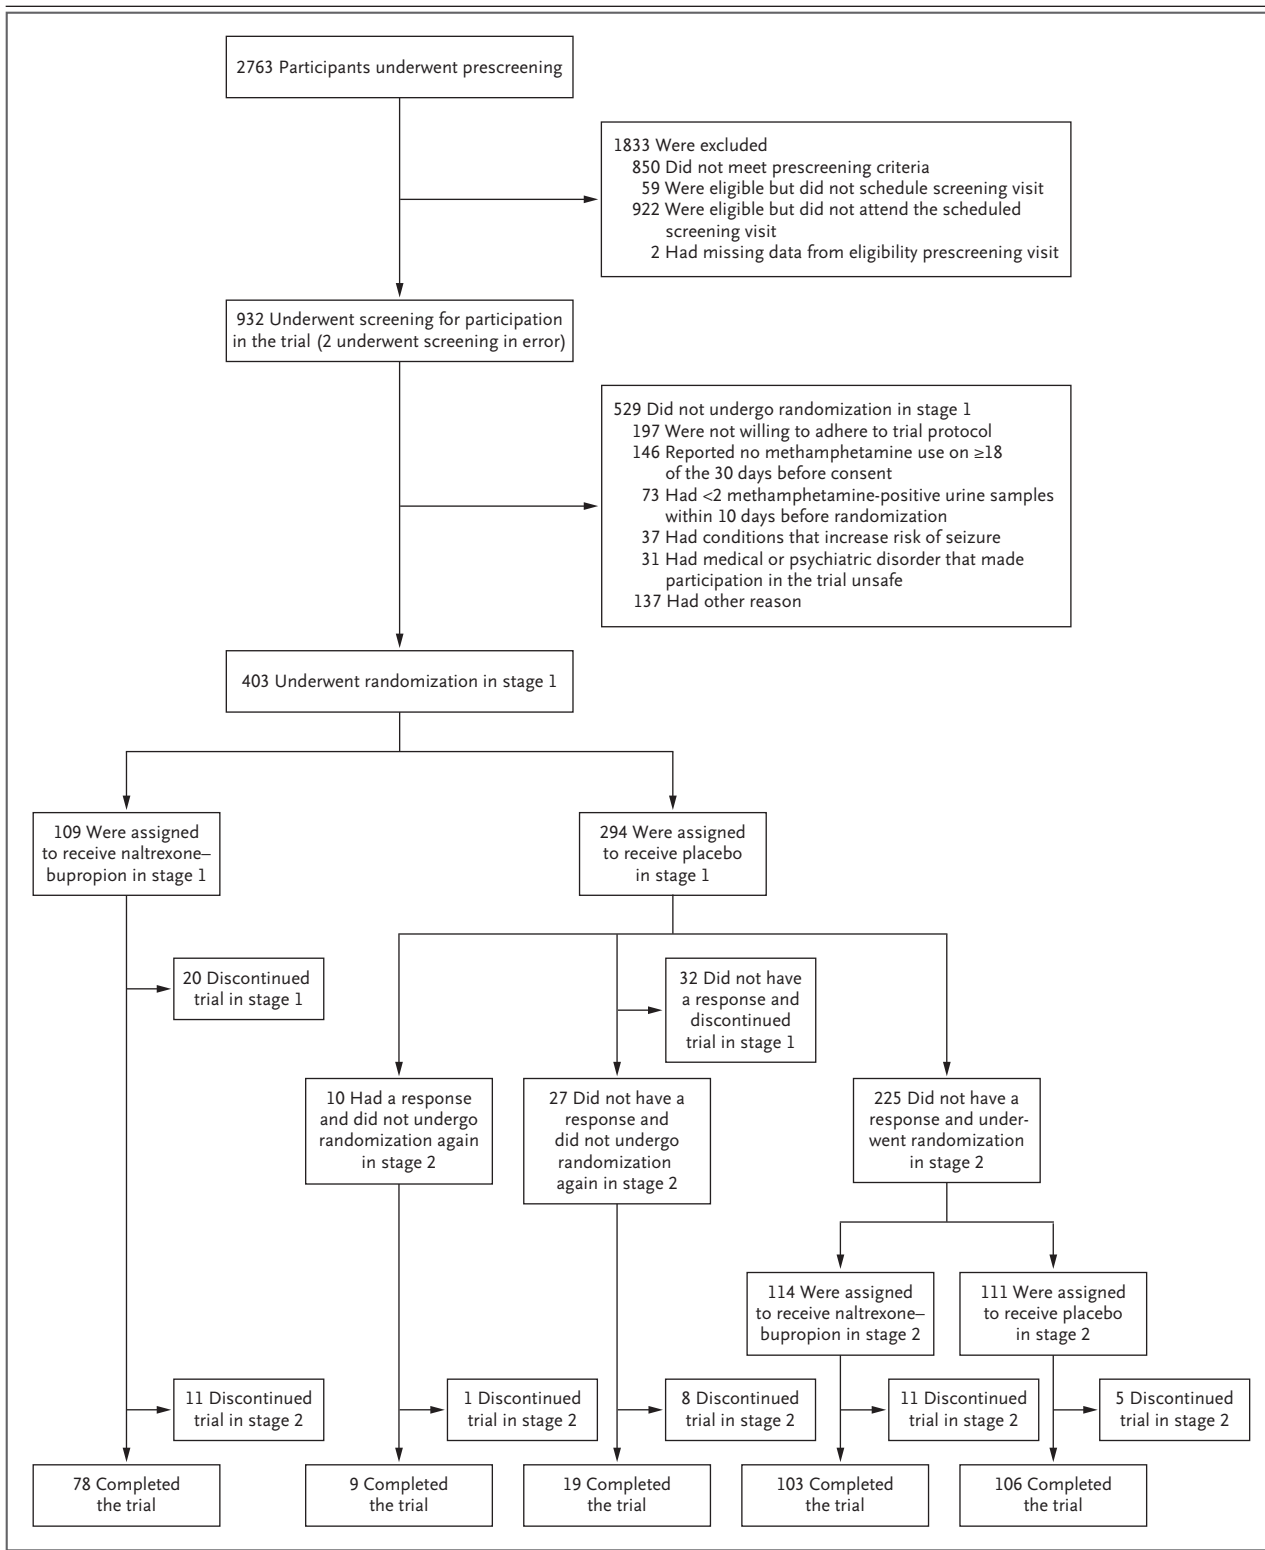 2763 Participants underwent prescreening
1833 Were excluded
850 Did not meet prescreening criteria
59 Were eligible but did not schedule screening visit
922 Were eligible but did not attend the scheduled
screening visit
2 Had missing data from eligibility prescreening visit
932 Underwent screening for participation
in the trial (2 underwent screening in error)
529 Did not undergo randomization in stage 1
197 Were not willing to adhere to trial protocol
146 Reported no methamphetamine use on ≥18
of the 30 days before consent
73 Had <2 methamphetamine-positive urine samples
within 10 days before randomization
37 Had conditions that increase risk of seizure
31 Had medical or psychiatric disorder that made
participation in the trial unsafe
137 Had other reason
403 Underwent randomization in stage 1
109 Were assigned
to receive naltrexone–
bupropion in stage 1
294 Were assigned
to receive placebo
in stage 1
20 Discontinued
trial in stage 1
32 Did not have
a response and
discontinued
trial in stage 1
10 Had a response
and did not undergo
randomization again
in stage 2
27 Did not have a
response and
did not undergo
randomization
again in stage 2
225 Did not have a
response and under-
went randomization
in stage 2
114 Were assigned
to receive naltrexone–
bupropion in stage 2
111 Were assigned
to receive placebo
in stage 2
11 Discontinued
trial in stage 2
1 Discontinued
trial in stage 2
8 Discontinued
trial in stage 2
11 Discontinued
trial in stage 2
5 Discontinued
trial in stage 2
78 Completed
the trial
9 Completed
the trial
19 Completed
the trial
103 Completed
the trial
106 Completed
the trial